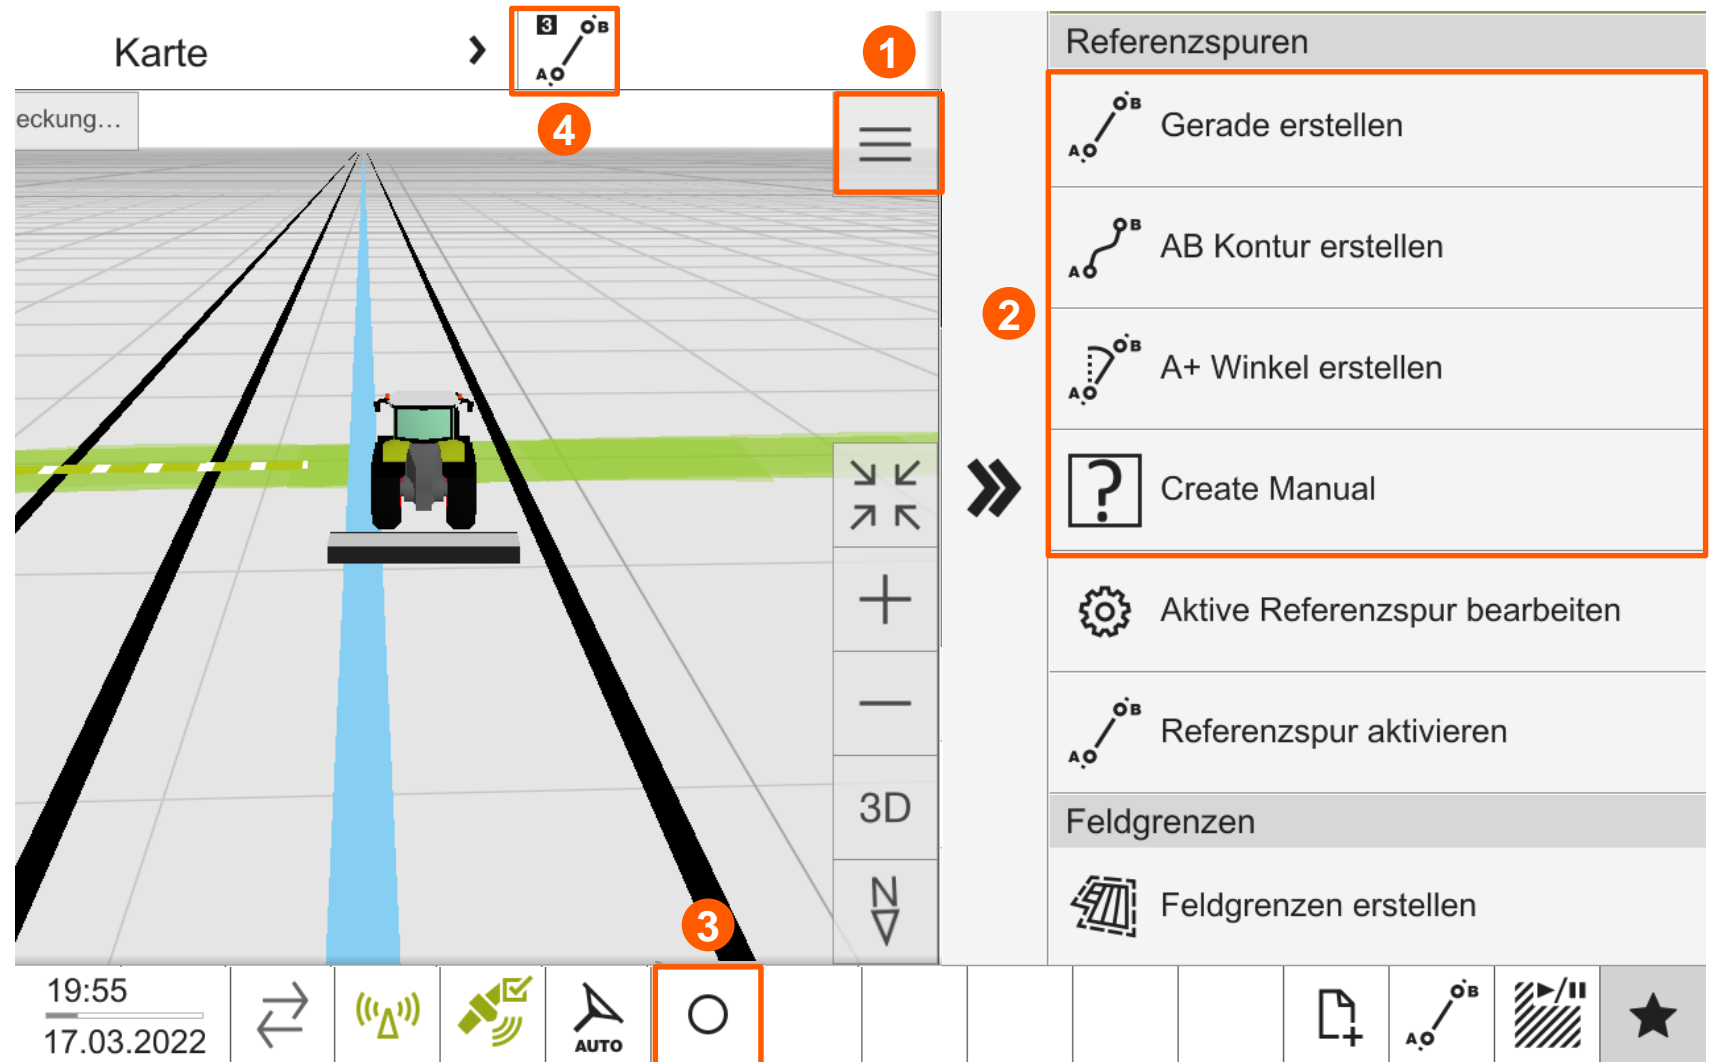 Karte
3
B
A
1
4
eckung...
Referenzspuren
B
A
Gerade erstellen
B
A
AB Kontur erstellen
2
B
A
A+ Winkel erstellen
?
Create Manual
Aktive Referenzspur bearbeiten
B
A
Referenzspur aktivieren
Feldgrenzen
Feldgrenzen erstellen
3D
N
3
19:55
17.03.2022
AUTO
B
A